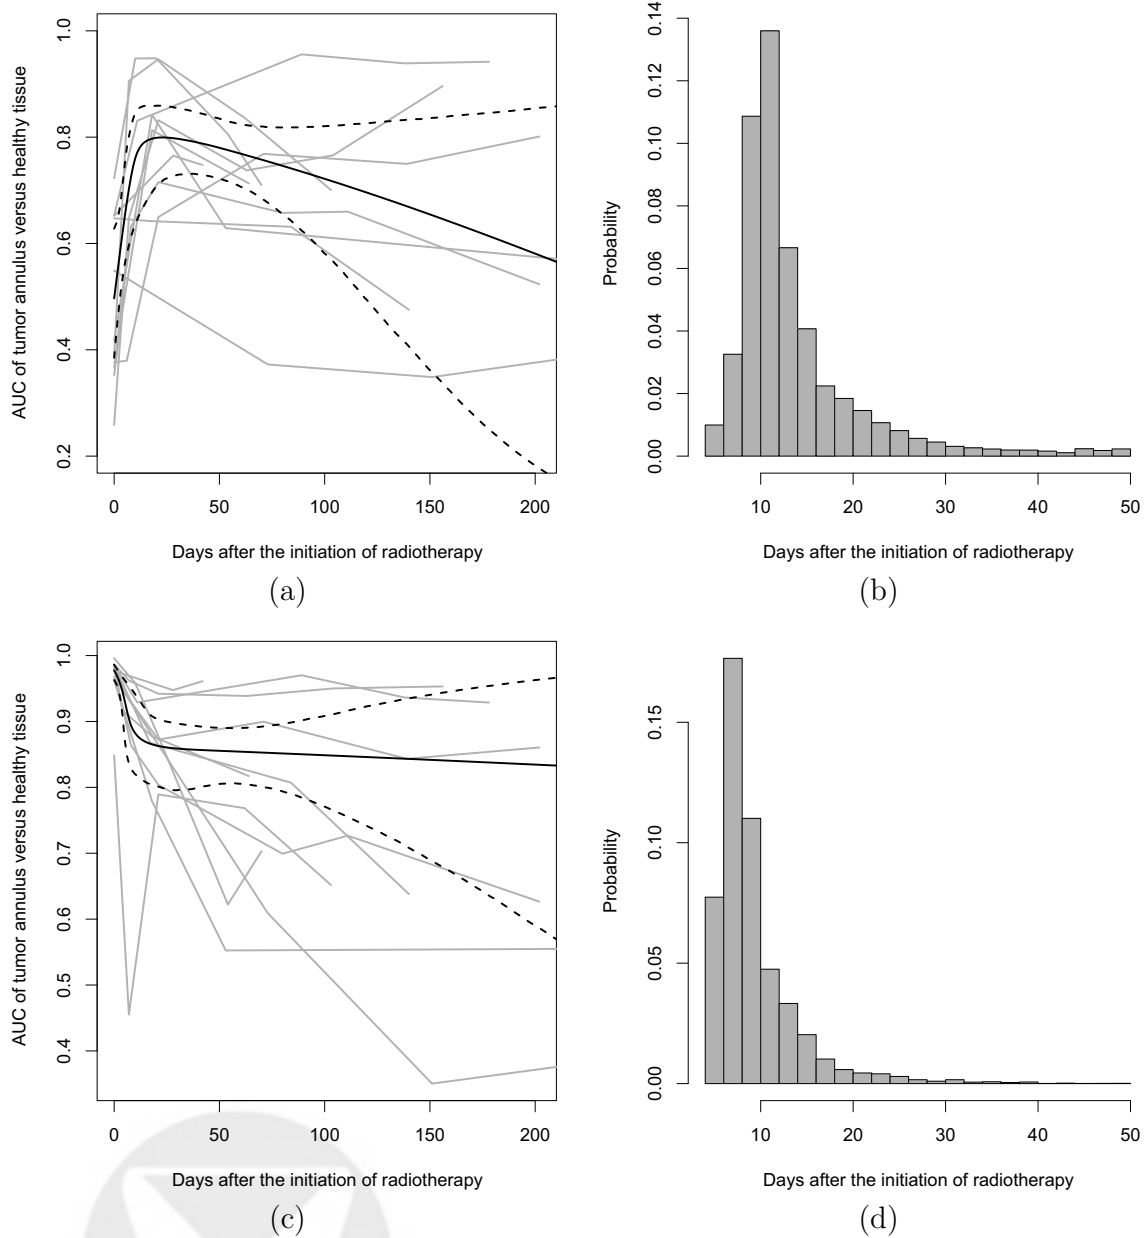 AUC of tumor annulus versus healthy tissue
1.0
0.8
0.6
0.4
0.2
0 50 100 150 200
Days after the initiation of radiotherapy
(a)
Probability
0.14
0.12
0.10
0.08
0.06
0.04
0.02
0.00
10 20 30 40 50
Days after the initiation of radiotherapy
(b)
AUC of tumor annulus versus healthy tissue
1.0
0.9
0.8
0.7
0.6
0.5
0.4
0 50 100 150 200
Days after the initiation of radiotherapy
(c)
Probability
0.15
0.10
0.05
0.00
10 20 30 40 50
Days after the initiation of radiotherapy
(d)